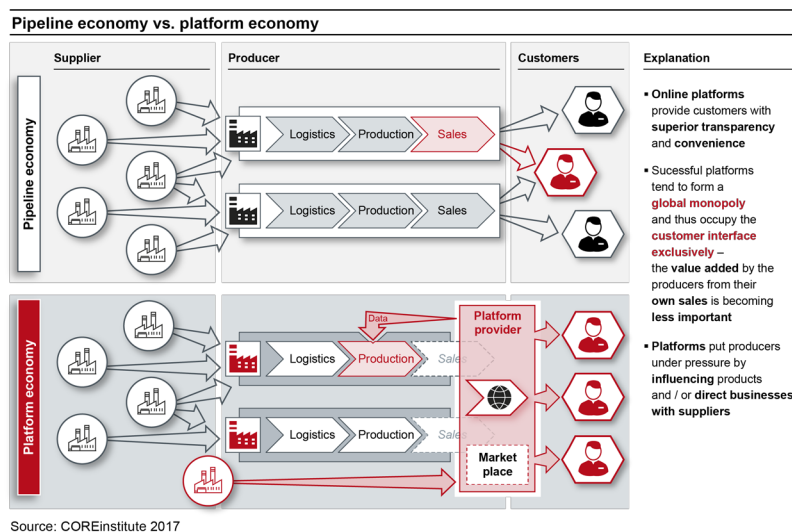 Pipeline economy vs. platform economy
Supplier
Producer
Customers
Explanation
Pipeline economy
Logistics
Production
Sales
Logistics
Production
Sales
Platform economy
Data
Platform
provider
Logistics
Production
Sales
Logistics
Production
Sales
Market
place
▪ Online platforms
provide customers with
superior transparency
and convenience
▪ Sucessful platforms
tend to form a
global monopoly
and thus occupy the
customer interface
exclusively –
the value added by the
producers from their
own sales is becoming
less important
▪ Platforms put producers
under pressure by
influencing products
and / or direct businesses
with suppliers
Source: COREinstitute 2017